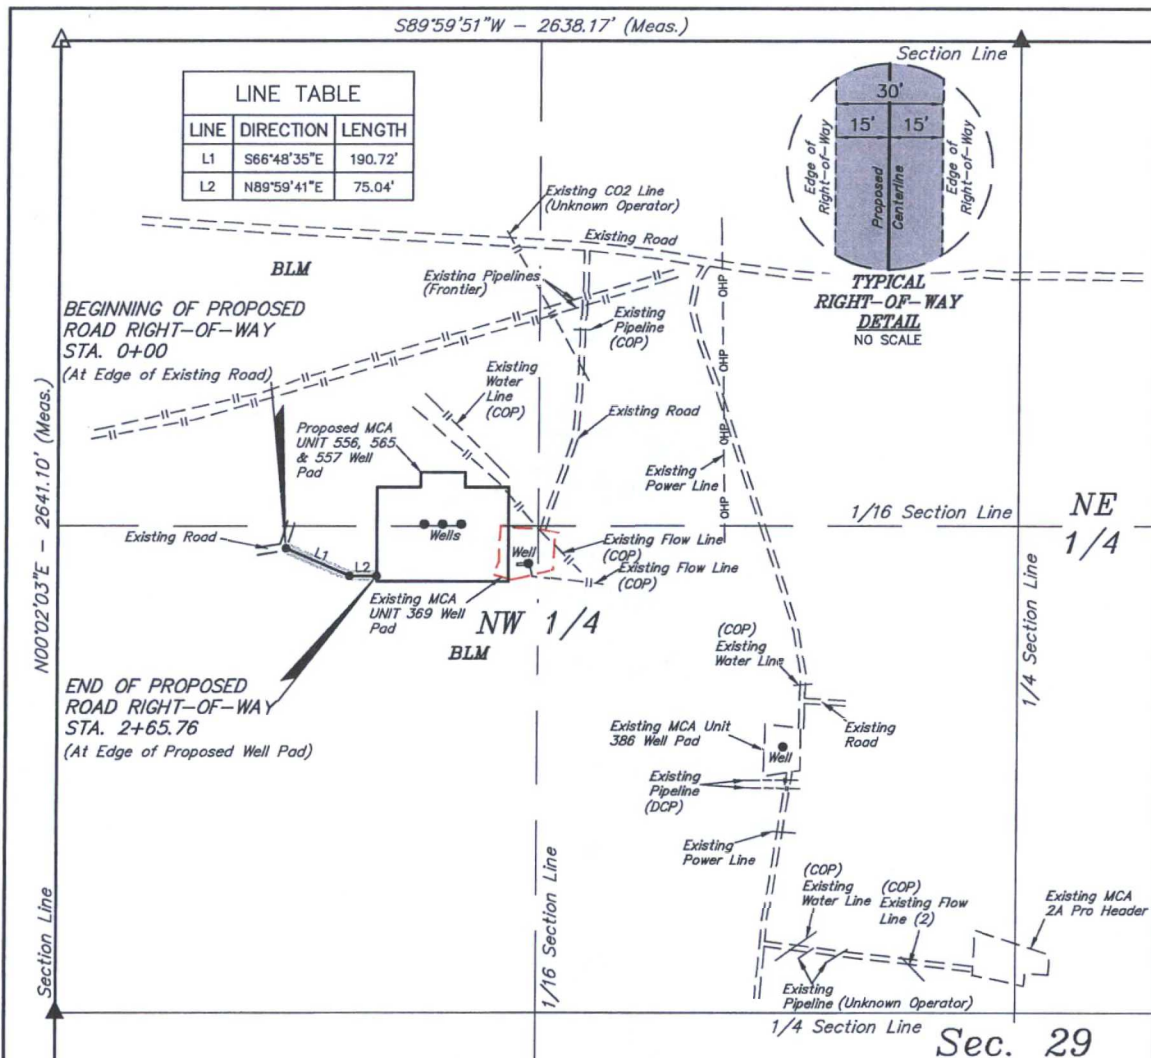 S89°59'51"W - 2638.17' (Meas.)
Section Line
LINE TABLE
LINE DIRECTION LENGTH
L1 S66°48'35"E 190.72'
L2 N89°59'41"E 75.04'
30'
15' 15'
Edge of
Right-of-Way
Proposed
Centerline
Edge of
Right-of-Way
TYPICAL
RIGHT-OF-WAY
DETAIL
NO SCALE
Existing CO2 Line
(Unknown Operator)
Existing Road
BLM
Existing Pipelines
(Frontier)
OHP
Existing
Pipeline
(COP)
BEGINNING OF PROPOSED
ROAD RIGHT-OF-WAY
STA. 0+00
(At Edge of Existing Road)
Existing
Water
Line
(COP)
OHP
N00°02'03"E - 2641.10' (Meas.)
Existing Road
Proposed MCA
UNIT 556, 565
& 557 Well
Pad
OHP
Existing
Power Line
OHP
1/16 Section Line
NE
1/4
Wells
Existing Road
L1
L2
Well
Existing Flow Line
(COP)
Existing Flow Line
(COP)
Existing MCA
UNIT 369 Well
Pad
NW 1/4
BLM
(COP)
Existing
Water Line
1/4 Section Line
END OF PROPOSED
ROAD RIGHT-OF-WAY
STA. 2+65.76
(At Edge of Proposed Well Pad)
Existing MCA Unit
386 Well Pad
Well
Existing
Road
Existing
Pipeline
(DCP)
Existing
Power Line
(COP)
Existing
Water Line
(COP)
Existing Flow
Line (2)
Existing MCA
2A Pro Header
Section Line
1/16 Section Line
Existing
Pipeline (Unknown Operator)
1/4 Section Line
Sec. 29